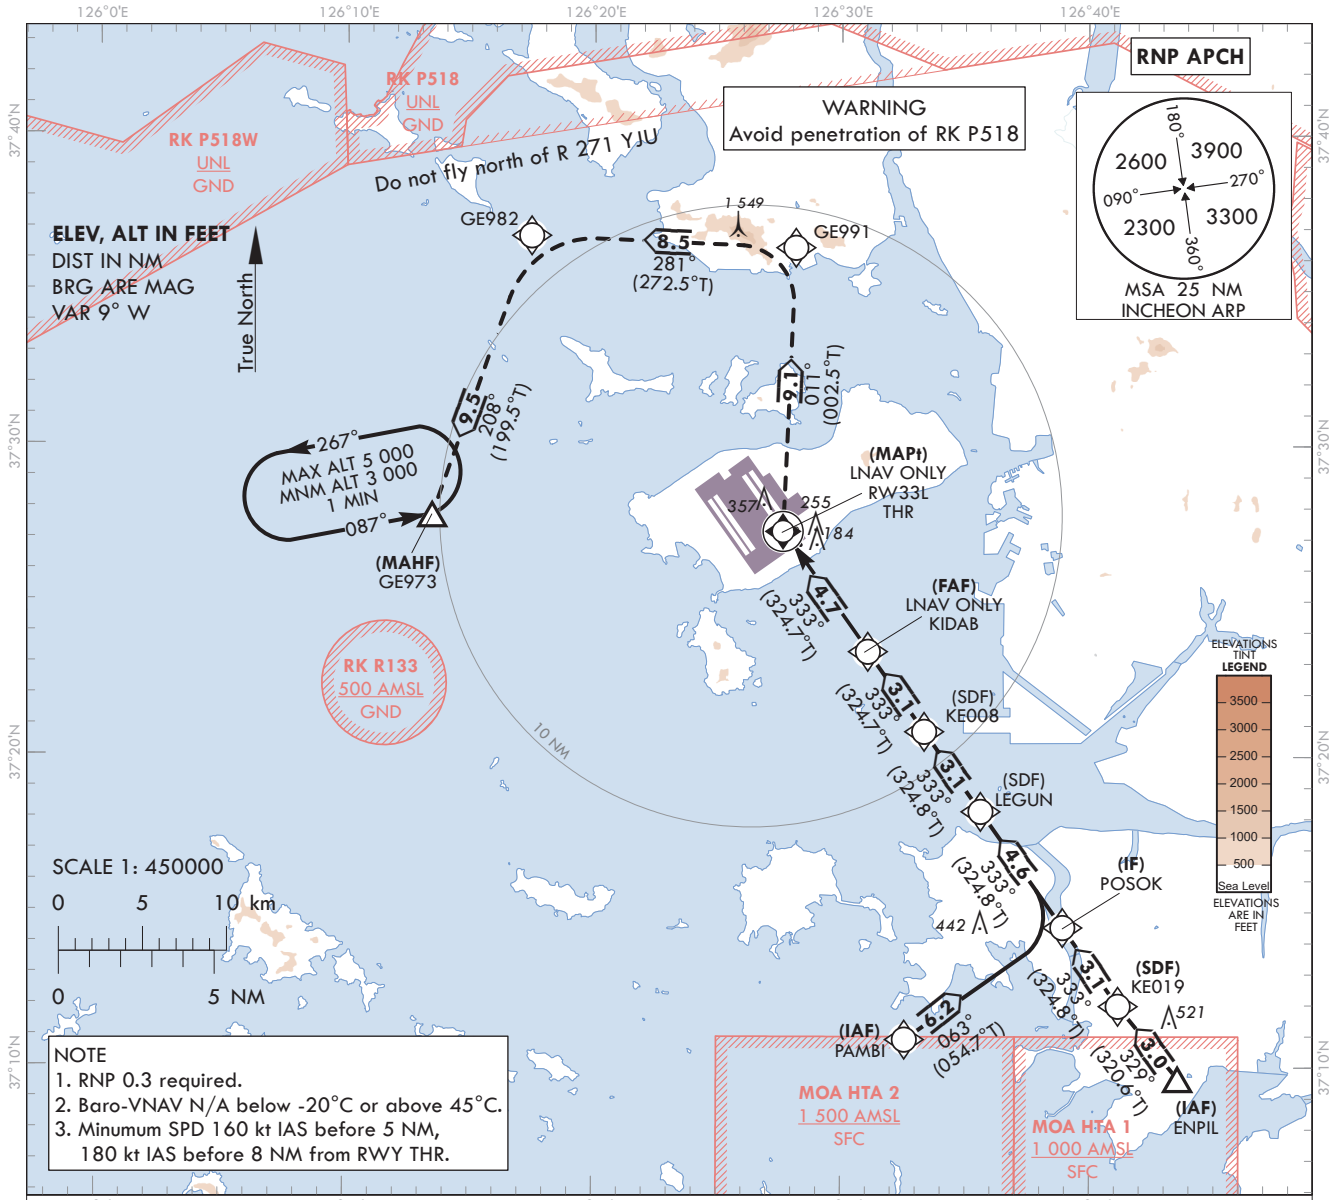 126°0'E
126°10'E
126°20'E
126°30'E
126°40'E
37°40'N
37°30'N
37°20'N
37°10'N
37°40'N
37°30'N
37°20'N
37°10'N
RNP APCH
RK P518
UNL
GND
RK P518W
UNL
GND
WARNING
Avoid penetration of RK P518
Do not fly north of R 271 YJU
180°
2600
3900
090°
270°
2300
3300
360°
MSA 25 NM
INCHEON ARP
ELEV, ALT IN FEET
DIST IN NM
BRG ARE MAG
VAR 9° W
True North
GE982
1 549
GE991
8.5
281°
(272.5°T)
9.1
011°
(002.5°T)
9.5
208°
(199.5°T)
267°
MAX ALT 5 000
MNM ALT 3 000
1 MIN
087°
(MAHF)
GE973
(MAPt)
LNAV ONLY
RW33L
THR
357
255
184
(FAF)
LNAV ONLY
KIDAB
4.7
333°
(324.7°T)
RK R133
500 AMSL
GND
3.1
333°
(324.7°T)
(SDF)
KE008
10 NM
3.1
333°
(324.8°T)
(SDF)
LEGUN
ELEVATIONS
TINT
LEGEND
3500
3000
2500
2000
1500
1000
500
Sea Level
ELEVATIONS
ARE IN
FEET
4.6
333°
(324.8°T)
(IF)
POSOK
442
SCALE 1: 450000
0 5 10 km
0 5 NM
3.1
333°
(324.8°T)
(SDF)
KE019
521
6.2
063°
(054.7°T)
(IAF)
PAMBI
3.0
329°
(320.6°T)
(IAF)
ENPIL
MOA HTA 2
1 500 AMSL
SFC
MOA HTA 1
1 000 AMSL
SFC
NOTE
1. RNP 0.3 required.
2. Baro-VNAV N/A below -20°C or above 45°C.
3. Minumum SPD 160 kt IAS before 5 NM,
180 kt IAS before 8 NM from RWY THR.